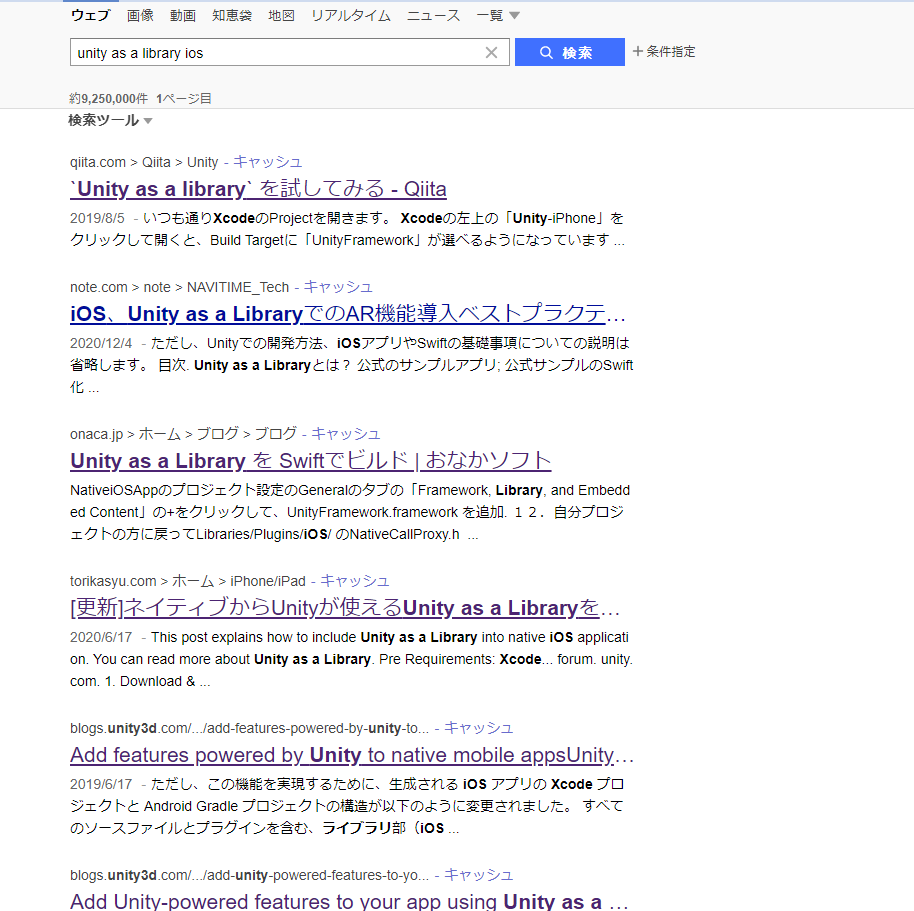 ウェブ 画像 動画 知恵袋 地図 リアルタイム ニュース 一覧
unity as a library ios 検索 +条件指定
約9,250,000件 1ページ目
検索ツール
qiita.com > Qiita > Unity - キャッシュ
`Unity as a library` を試してみる - Qiita
2019/8/5 - いつも通りXcodeのProjectを開きます。 Xcodeの左上の「Unity-iPhone」を
クリックして開くと、Build Targetに「UnityFramework」が選べるようになっています ...
note.com > note > NAVITIME_Tech - キャッシュ
iOS、Unity as a LibraryでのAR機能導入ベストプラクテ...
2020/12/4 - ただし、Unityでの開発方法、iOSアプリやSwiftの基礎事項についての説明は
省略します。 目次. Unity as a Libraryとは？ 公式のサンプルアプリ; 公式サンプルのSwift
化 ...
onaca.jp > ホーム > ブログ > ブログ - キャッシュ
Unity as a Library を Swiftでビルド | おなかソフト
NativeiOSAppのプロジェクト設定のGeneralのタブの「Framework, Library, and Embedd
ed Content」の+をクリックして、UnityFramework.framework を追加. １２．自分プロジ
ェクトの方に戻ってLibraries/Plugins/iOS/ のNativeCallProxy.h ...
torikasyu.com > ホーム > iPhone/iPad - キャッシュ
[更新]ネイティブからUnityが使えるUnity as a Libraryを...
2020/6/17 - This post explains how to include Unity as a Library into native iOS applicati
on. You can read more about Unity as a Library. Pre Requirements: Xcode... forum. unity.
com. 1. Download & ...
blogs.unity3d.com/.../add-features-powered-by-unity-to... - キャッシュ
Add features powered by Unity to native mobile appsUnity...
2019/6/17 - ただし、この機能を実現するために、生成される iOS アプリの Xcode プロ
ジェクトと Android Gradle プロジェクトの構造が以下のように変更されました。 すべて
のソースファイルとプラグインを含む、ライブラリ部（iOS ...
blogs.unity3d.com/.../add-unity-powered-features-to-yo... - キャッシュ
Add Unity-powered features to your app using Unity as a ...